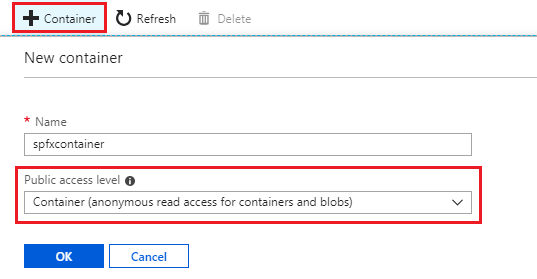 + Container Refresh Delete
New container
* Name
spfxcontainer
Public access level
Container (anonymous read access for containers and blobs)
OK Cancel